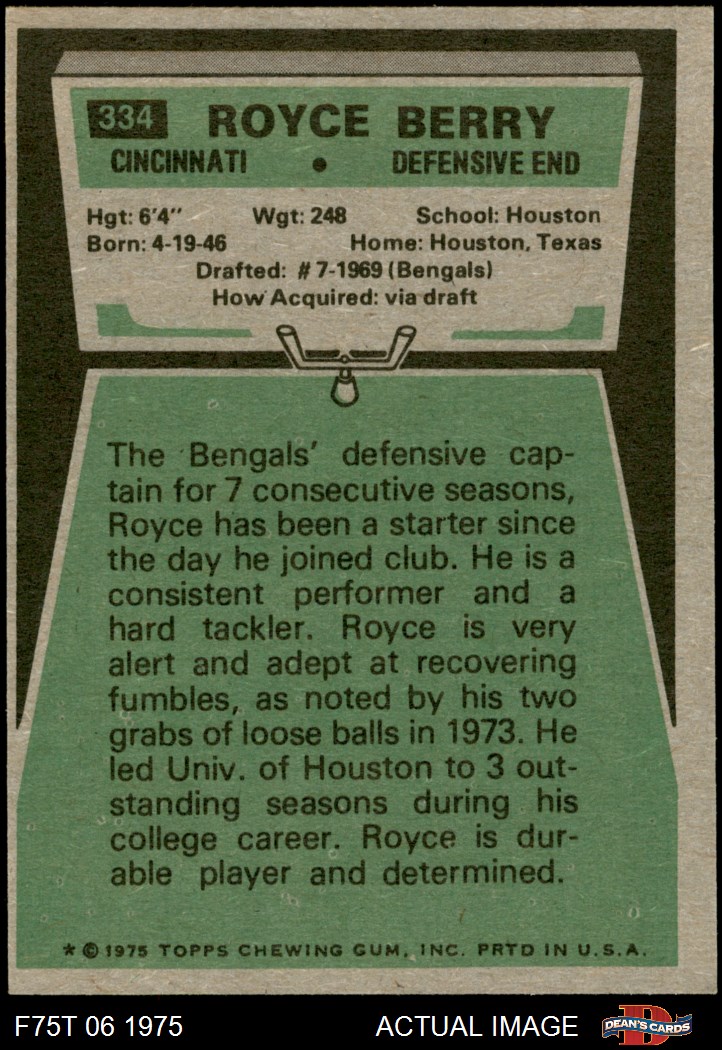 334 ROYCE BERRY
CINCINNATI • DEFENSIVE END
Hgt: 6'4" Wgt: 248 School: Houston
Born: 4-19-46 Home: Houston, Texas
Drafted: #7-1969 (Bengals)
How Acquired: via draft
The Bengals' defensive cap-
tain for 7 consecutive seasons,
Royce has been a starter since
the day he joined club. He is a
consistent performer and a
hard tackler. Royce is very
alert and adept at recovering
fumbles, as noted by his two
grabs of loose balls in 1973. He
led Univ. of Houston to 3 out-
standing seasons during his
college career. Royce is dur-
able player and determined.
* © 1975 TOPPS CHEWING GUM, INC. PRTD IN U.S.A.
F75T 06 1975 ACTUAL IMAGE D DEAN'S CARDS